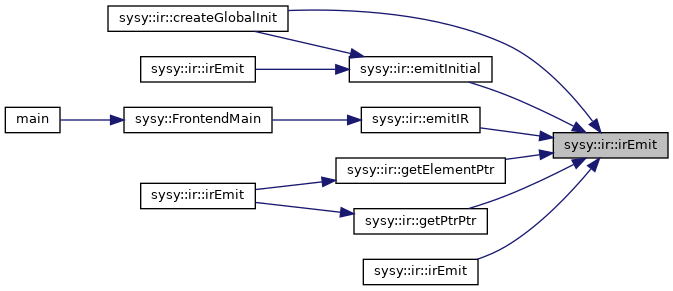 sysy::ir::createGlobalInit
sysy::ir::irEmit
sysy::ir::emitInitial
main
sysy::FrontendMain
sysy::ir::emitIR
sysy::ir::irEmit
sysy::ir::getElementPtr
sysy::ir::irEmit
sysy::ir::getPtrPtr
sysy::ir::irEmit